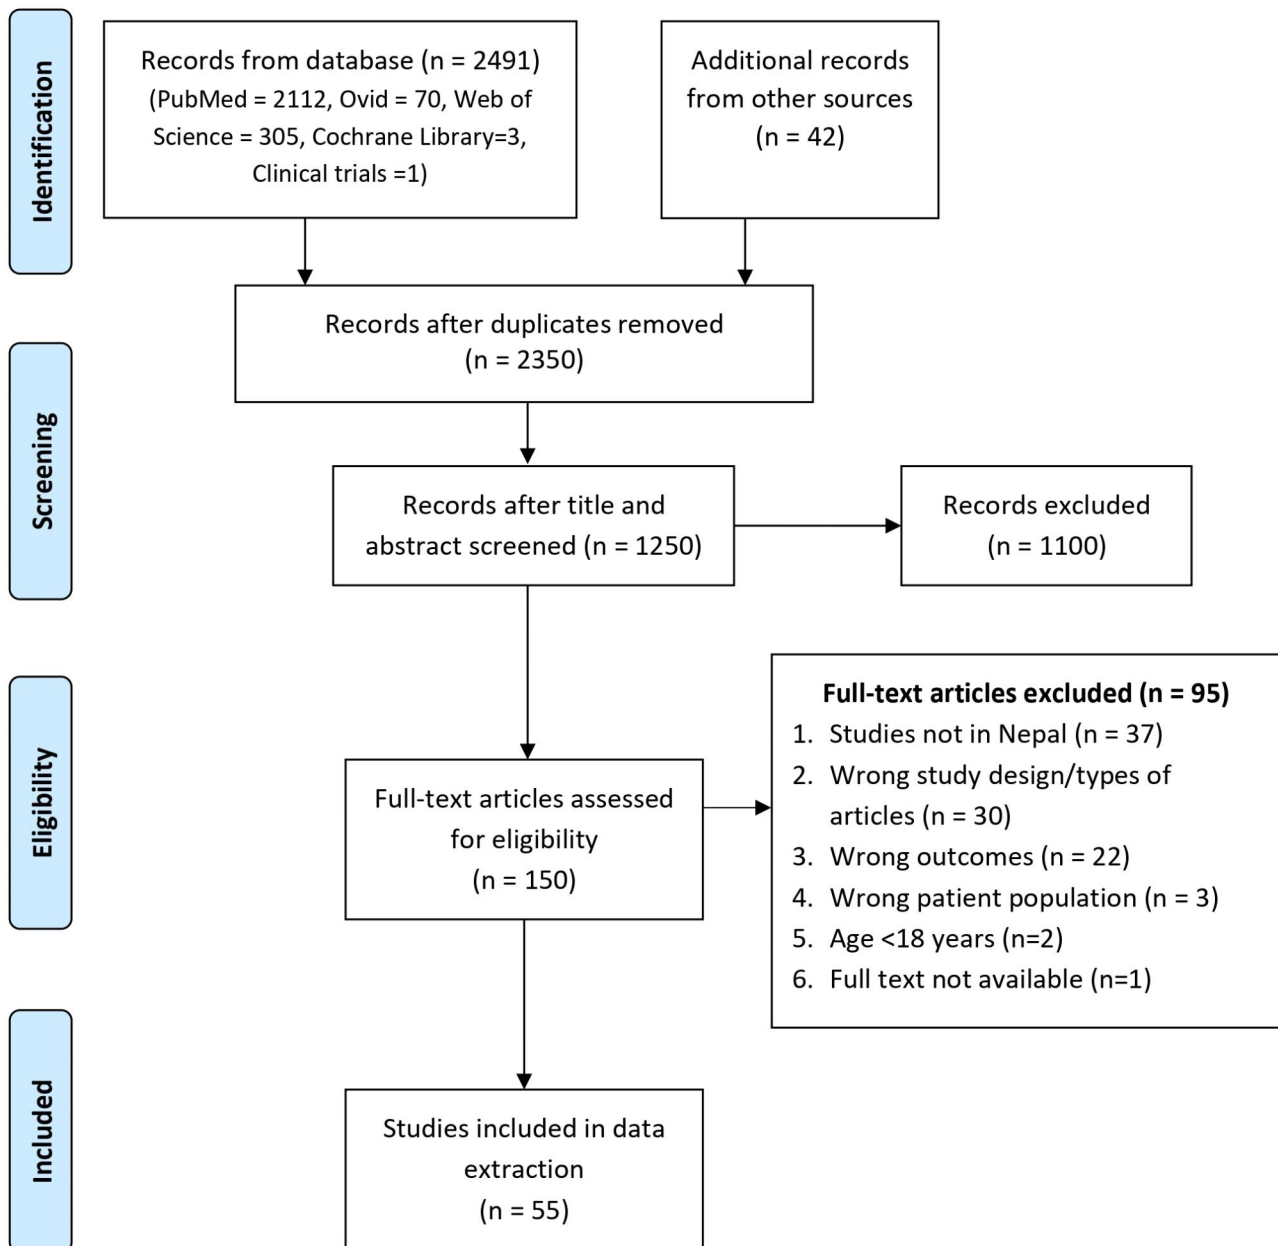 Identification
Records from database (n = 2491)
(PubMed = 2112, Ovid = 70, Web of
Science = 305, Cochrane Library=3,
Clinical trials =1)
Additional records
from other sources
(n = 42)
Records after duplicates removed
(n = 2350)
Screening
Records after title and
abstract screened (n = 1250)
Records excluded
(n = 1100)
Eligibility
Full-text articles assessed
for eligibility
(n = 150)
Full-text articles excluded (n = 95)
1. Studies not in Nepal (n = 37)
2. Wrong study design/types of
articles (n = 30)
3. Wrong outcomes (n = 22)
4. Wrong patient population (n = 3)
5. Age <18 years (n=2)
6. Full text not available (n=1)
Included
Studies included in data
extraction
(n = 55)